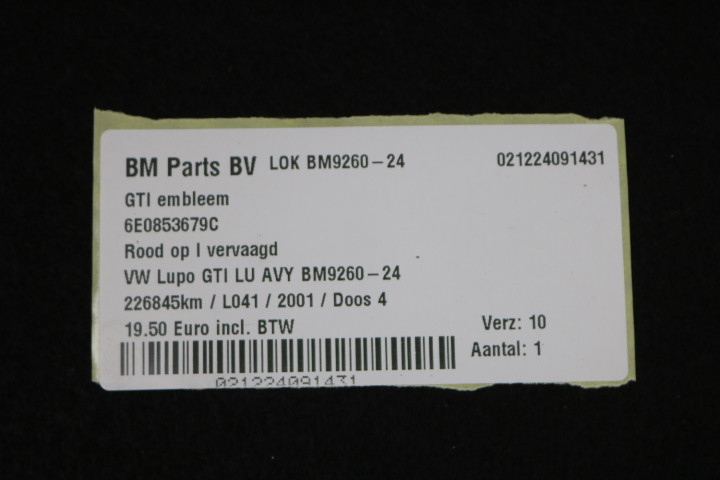 BM Parts BV LOK BM9260-24 021224091431
GTI embleem
6E0853679C
Rood op I vervaagd
VW Lupo GTI LU AVY BM9260-24
226845km / L041 / 2001 / Doos 4
19.50 Euro incl. BTW Verz: 10
Aantal: 1
021224091431